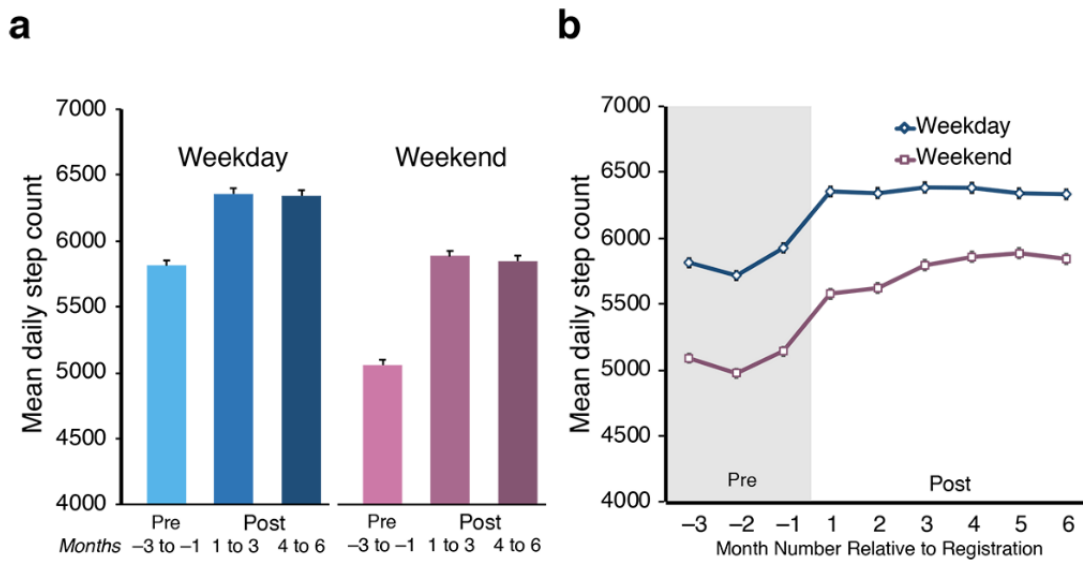 a
Mean daily step count
7000
6500
6000
5500
5000
4500
4000
Weekday
Weekend
Pre
Post
Pre
Post
Months
–3 to –1
1 to 3
4 to 6
–3 to –1
1 to 3
4 to 6
b
Mean daily step count
7000
6500
6000
5500
5000
4500
4000
Weekday
Weekend
Pre
Post
–3 –2 –1 1 2 3 4 5 6
Month Number Relative to Registration